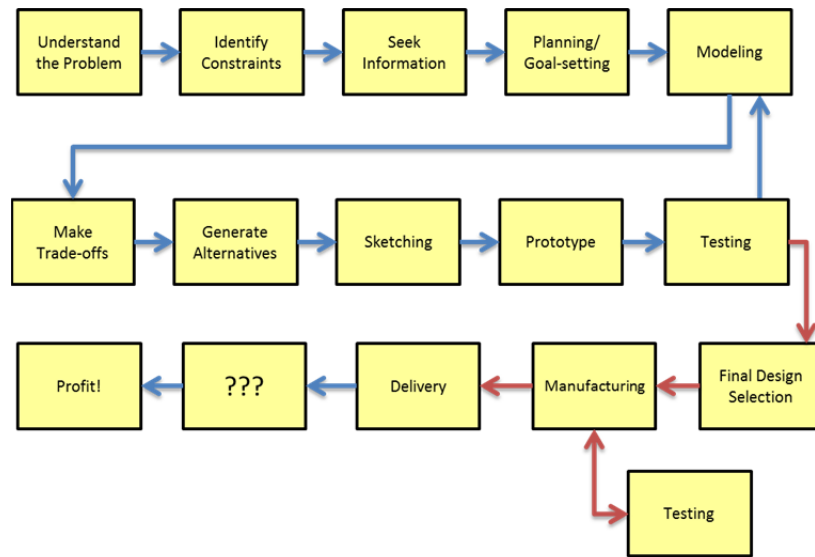 Understand
the Problem
Identify
Constraints
Seek
Information
Planning/
Goal-setting
Modeling
Make
Trade-offs
Generate
Alternatives
Sketching
Prototype
Testing
Profit!
???
Delivery
Manufacturing
Final Design
Selection
Testing